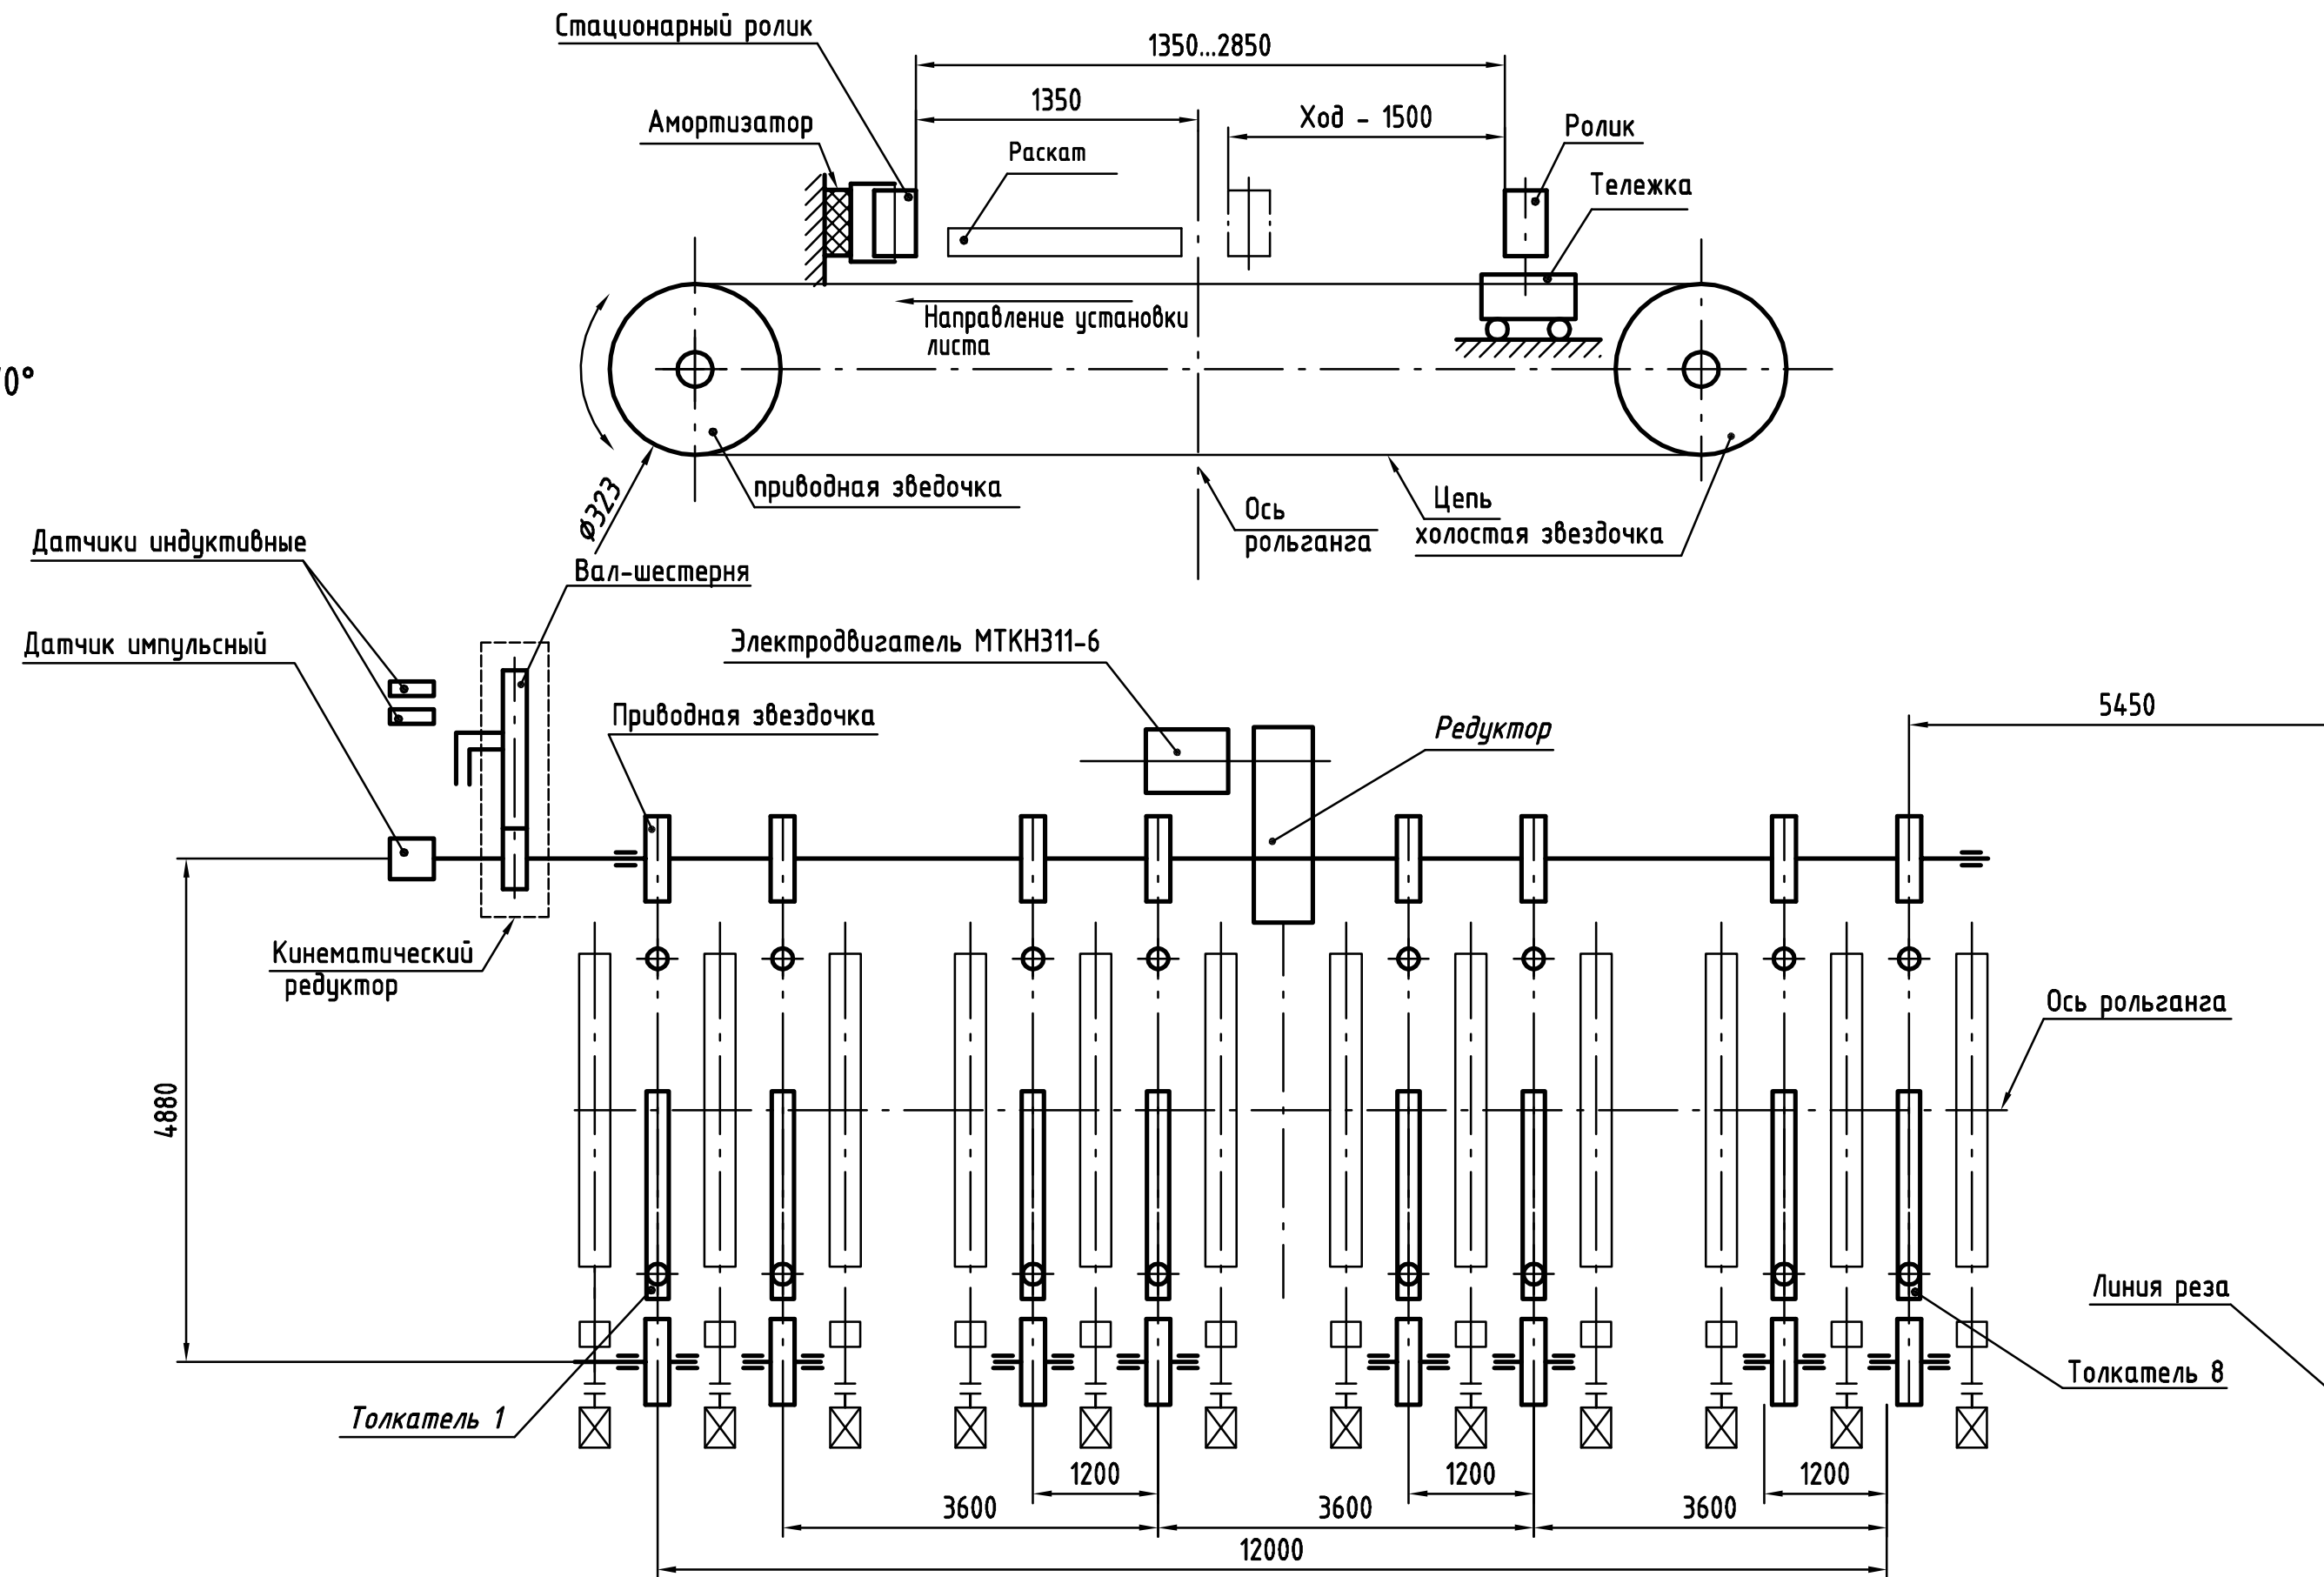 Стационарный ролик
1350...2850
1350
Ход - 1500
Амортизатор
Раскат
Ролик
Тележка
Направление установки
листа
0°
приводная зведочка
Ø323
Ось
рольганга
Цепь
холостая звездочка
Датчики индуктивные
Вал-шестерня
Датчик импульсный
Электродвигатель МТКН311-6
Приводная звездочка
Редуктор
5450
Кинематический
редуктор
Ось рольганга
4880
Линия реза
Толкатель 1
Толкатель 8
1200
1200
1200
3600
3600
3600
12000